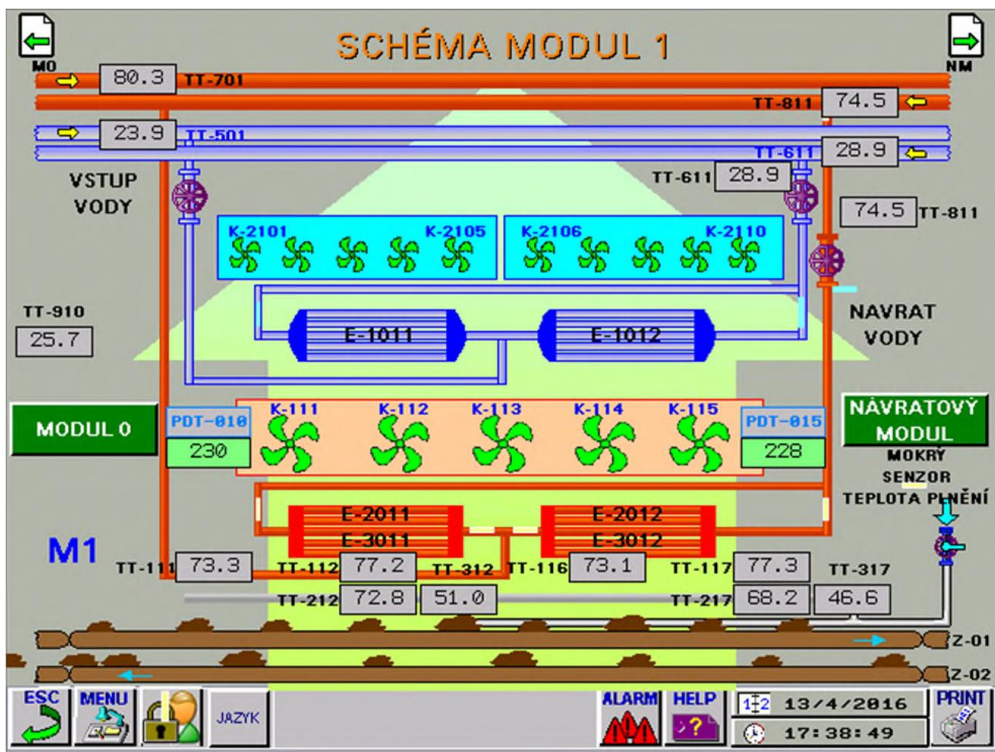 SCHÉMA MODUL 1
M0
NM
80.3 TT-701
TT-811 74.5
23.9 TT-501
TT-611 28.9
TT-611 28.9
VSTUP
VODY
74.5 TT-811
K-2101 K-2105 K-2106 K-2110
TT-910
25.7
E-1011 E-1012
NAVRAT
VODY
MODUL 0
PDT-010
230
K-111 K-112 K-113 K-114 K-115
PDT-015
228
NÁVRATOVÝ
MODUL
MOKRÝ
SENZOR
TEPLOTA PLNĚNÍ
E-2011 E-2012
E-3011 E-3012
M1
TT-111 73.3 TT-112 77.2 TT-312 TT-116 73.1 TT-117 77.3 TT-317
TT-212 72.8 51.0 TT-217 68.2 46.6
Z-01
Z-02
ESC MENU JAZYK ALARM HELP 1 2 13/4/2016 PRINT
17:38:49